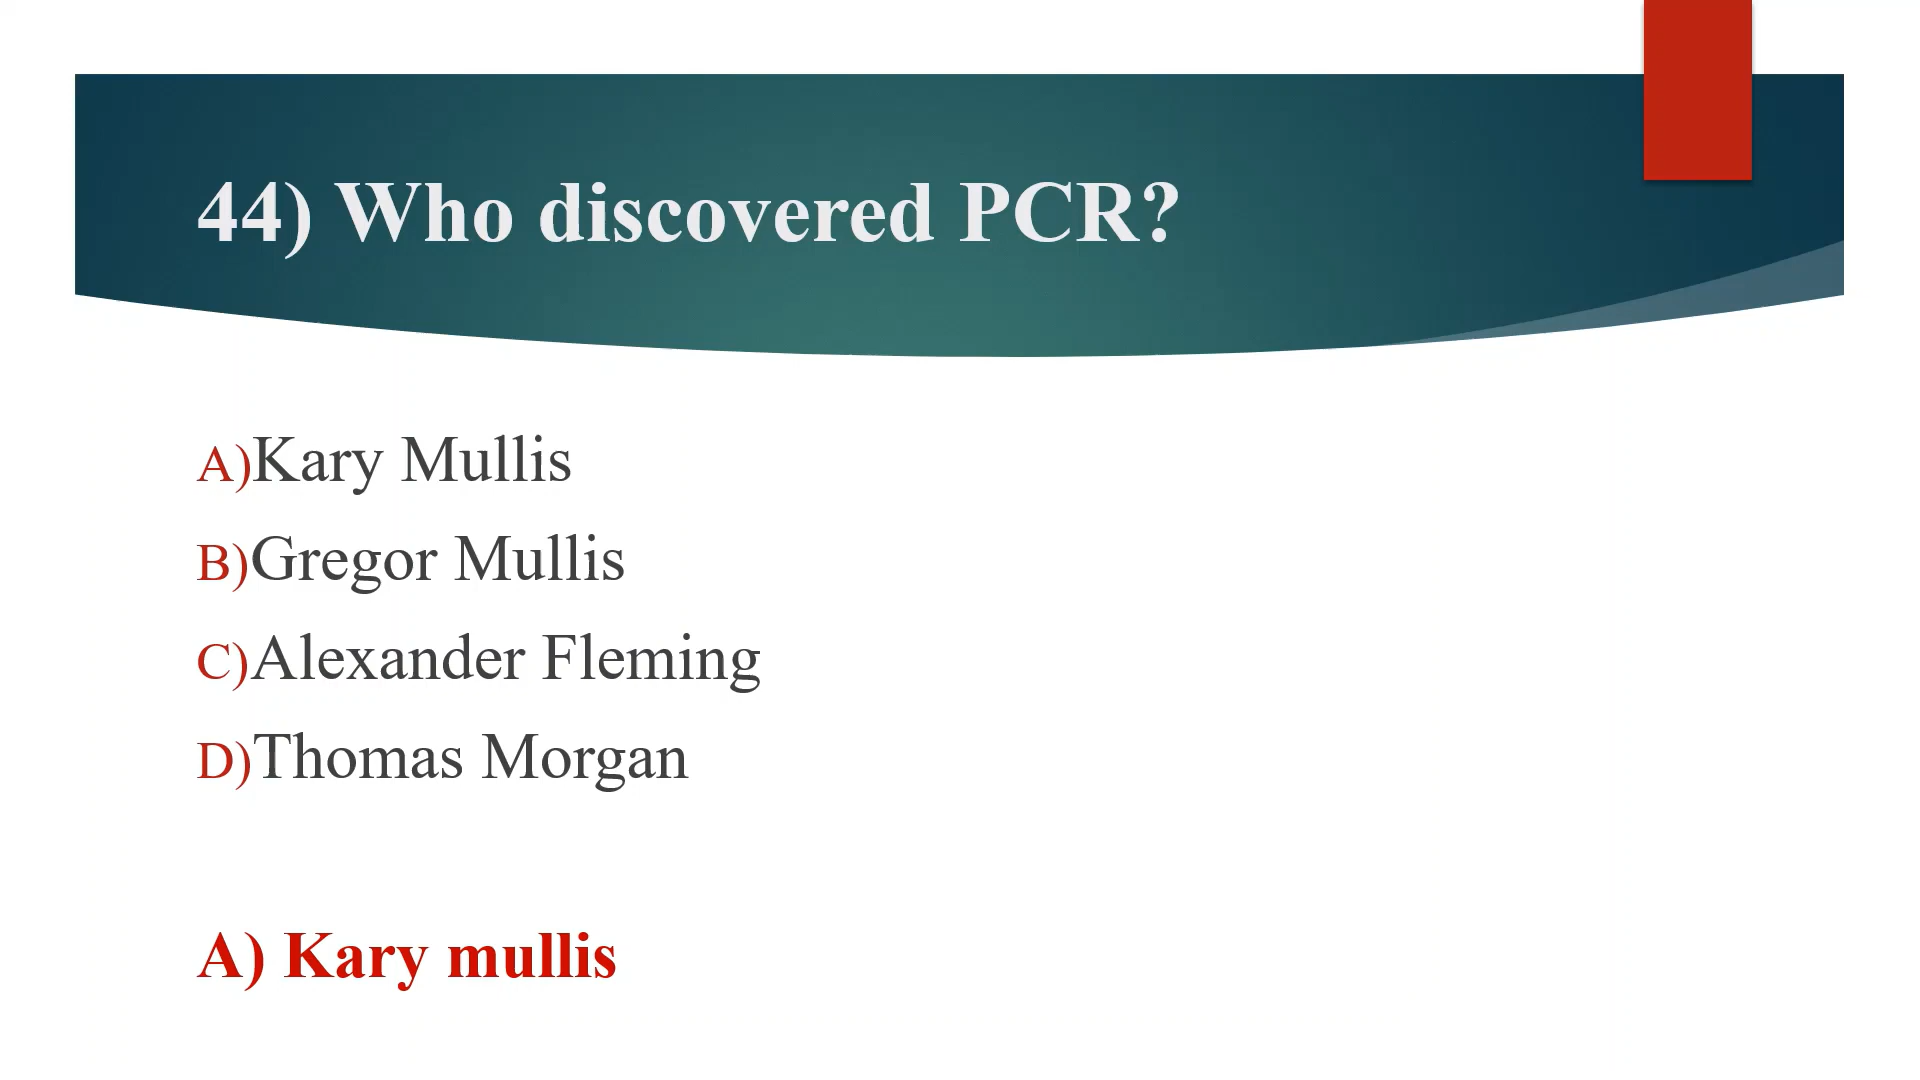 44) Who discovered PCR?
A)Kary Mullis
B)Gregor Mullis
C)Alexander Fleming
D)Thomas Morgan
A) Kary mullis